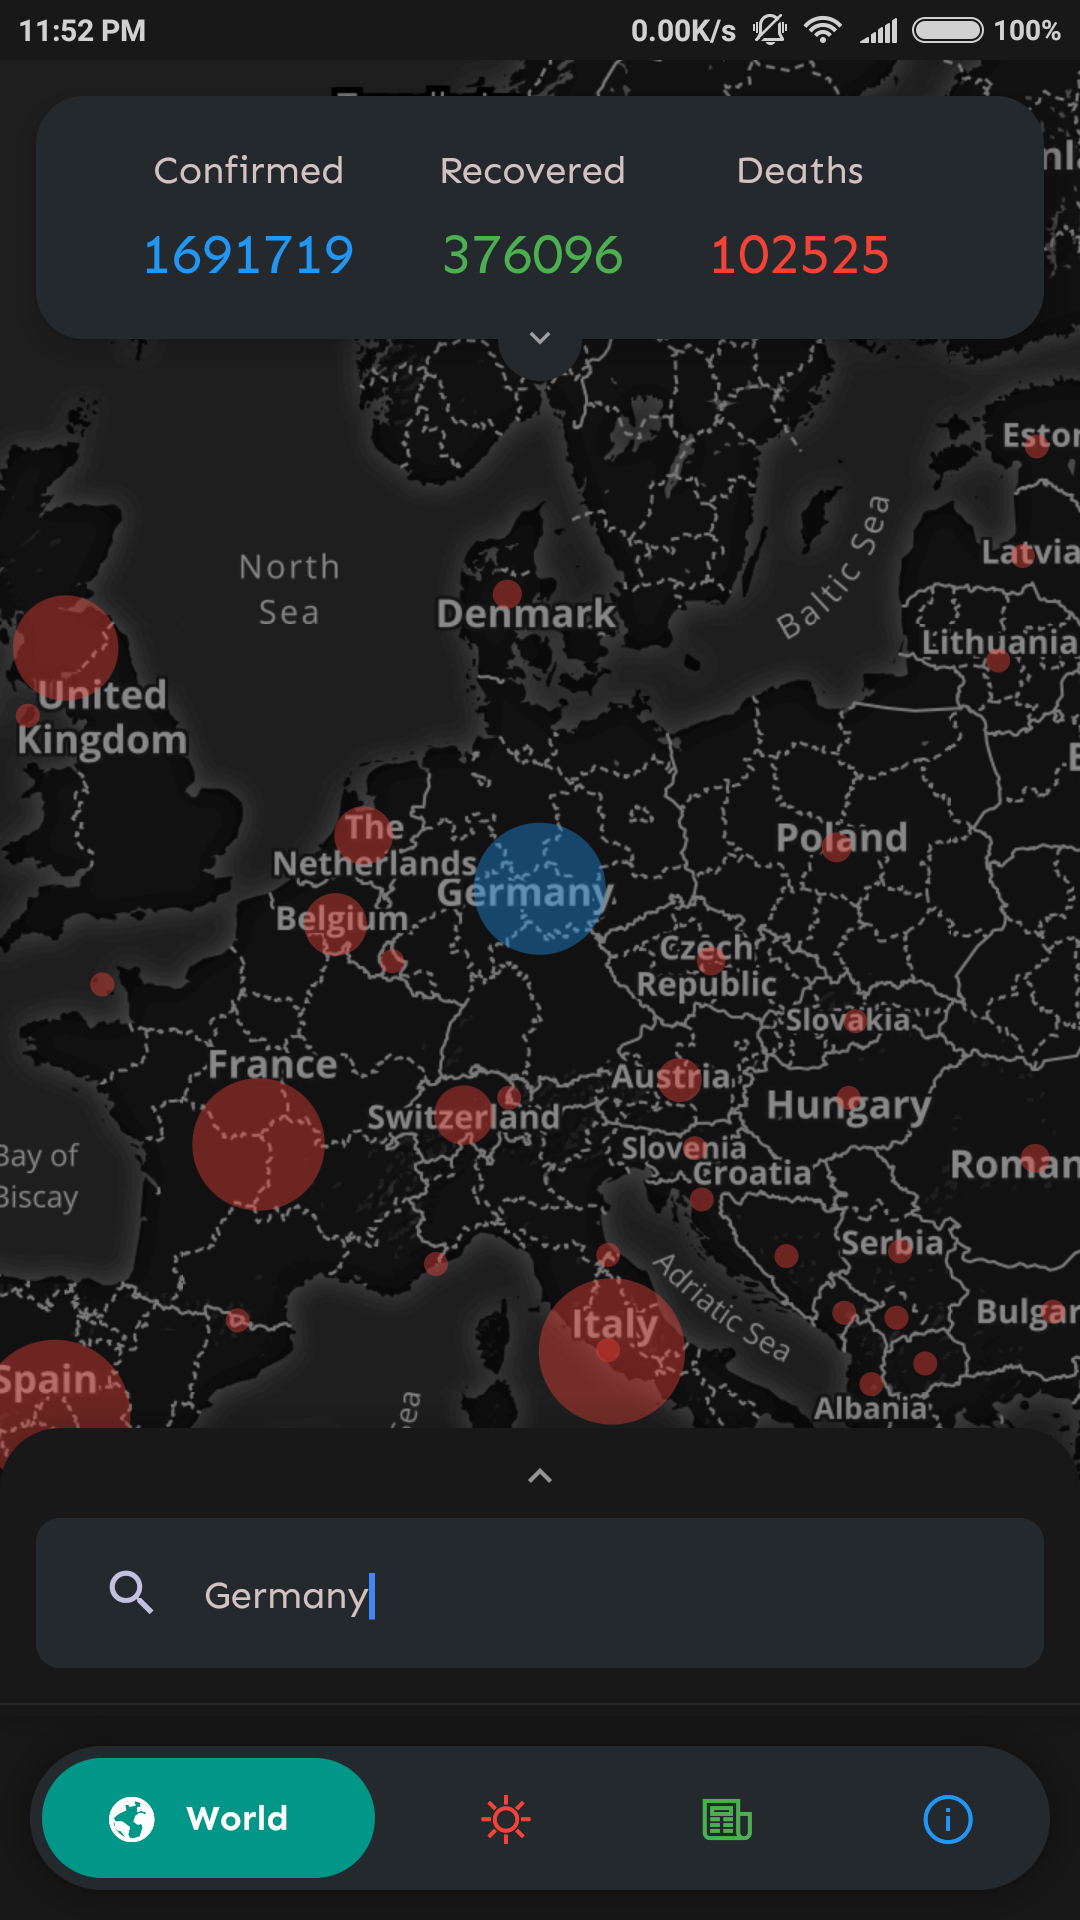 11:52 PM 0.00K/s 100%
Confirmed Recovered Deaths
1691719 376096 102525
North
Sea
Baltic Sea
Denmark
Latvia
Lithuania
United
Kingdom
The
Netherlands
Germany
Poland
Belgium
Czech
Republic
Slovakia
France
Austria
Switzerland
Hungary
Slovenia
Croatia
Bay of
Biscay
Roman
Serbia
Adriatic Sea
Italy
Bulgar
Spain
Albania
Sea
Germany
World